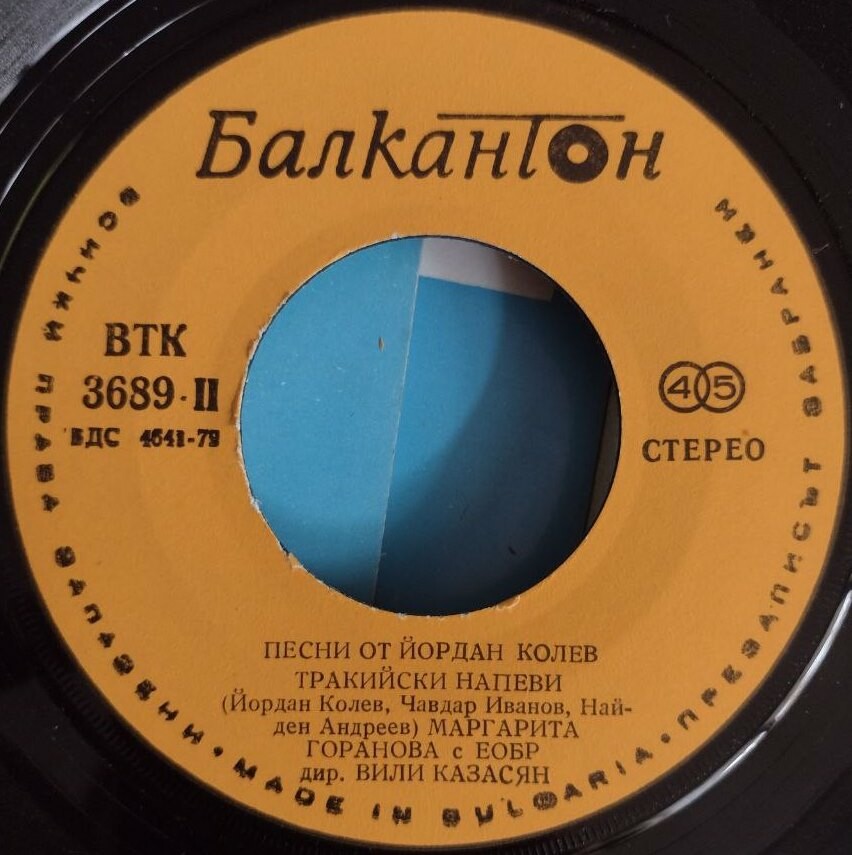 Балкантон
ВТК
3689·II
БДС 4641-79
45
СТЕРЕО
ПЕСНИ ОТ ЙОРДАН КОЛЕВ
ТРАКИЙСКИ НАПЕВИ
(Йордан Колев, Чавдар Иванов, Най-
ден Андреев) МАРГАРИТА
ГОРАНОВА с ЕОБР
дир. ВИЛИ КАЗАСЯН
ВСИЧКИ ПРАВА ЗАПАЗЕНИ • MADE IN BULGARIA • ПРЕЗАПИСЪТ ЗАБРАНЕН